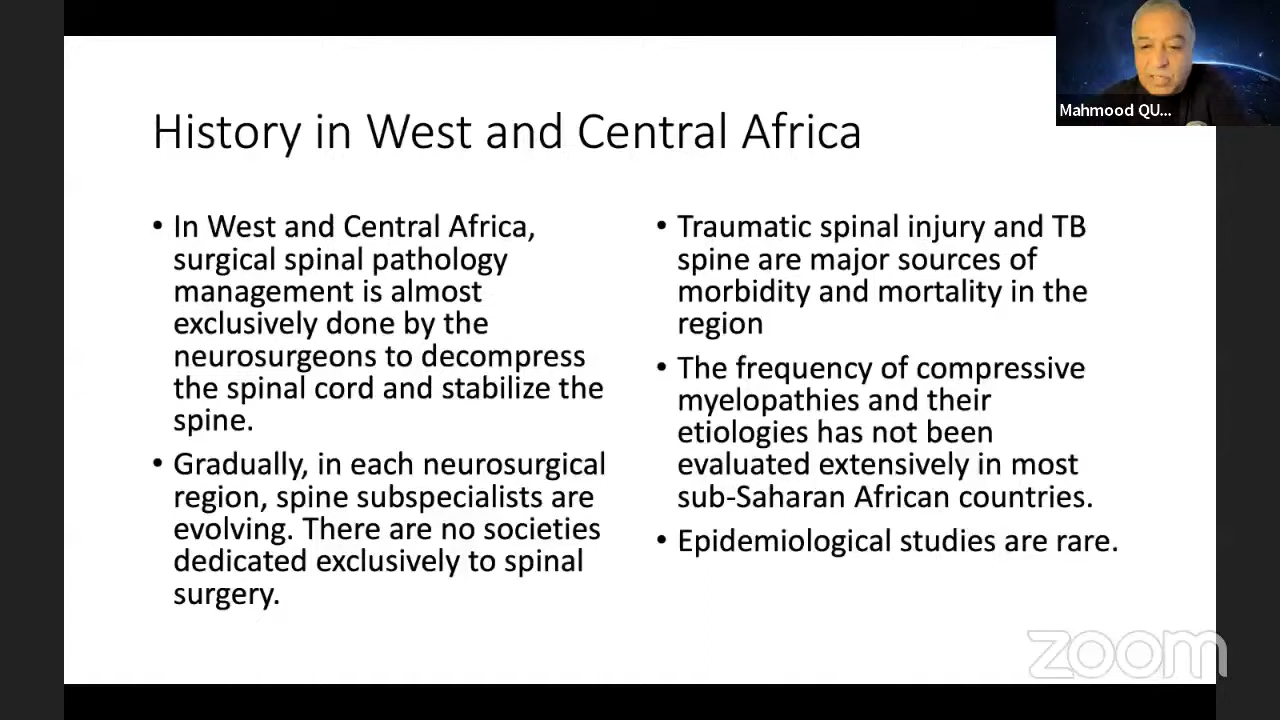 History in West and Central Africa
• In West and Central Africa,
surgical spinal pathology
management is almost
exclusively done by the
neurosurgeons to decompress
the spinal cord and stabilize the
spine.
• Gradually, in each neurosurgical
region, spine subspecialists are
evolving. There are no societies
dedicated exclusively to spinal
surgery.
• Traumatic spinal injury and TB
spine are major sources of
morbidity and mortality in the
region
• The frequency of compressive
myelopathies and their
etiologies has not been
evaluated extensively in most
sub-Saharan African countries.
• Epidemiological studies are rare.
Mahmood QU...
zoom